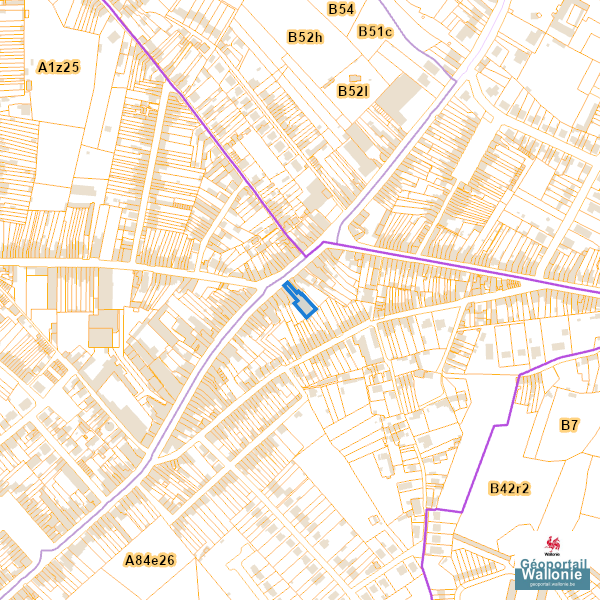 B54
B51c
B52h
A1z25
B52l
B7
B42r2
A84e26
Wallonie
Géoportail
Wallonie
geoportail.wallonie.be